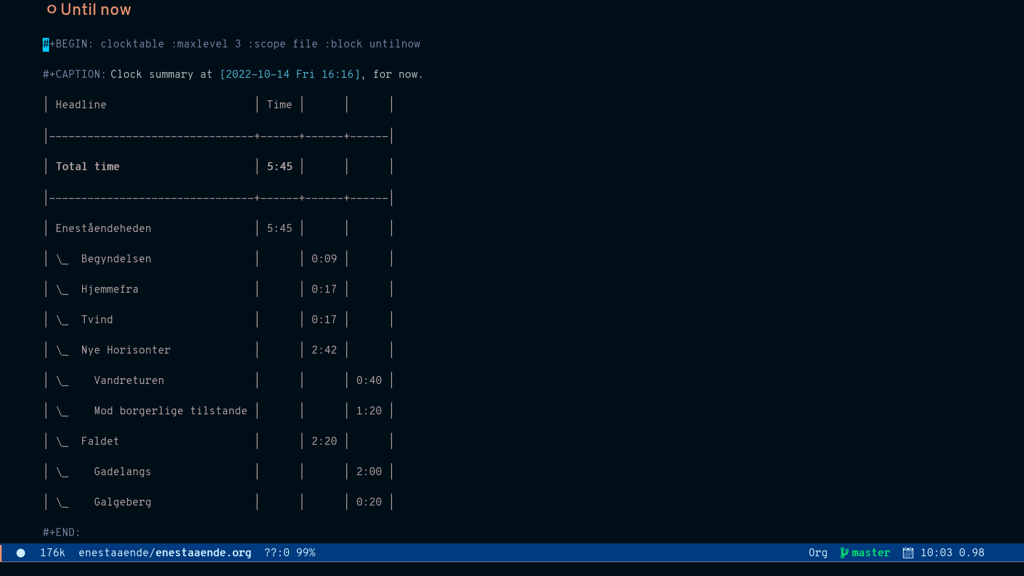 Until now
#+BEGIN: clocktable :maxlevel 3 :scope file :block untilnow
#+CAPTION: Clock summary at [2022-10-14 Fri 16:16], for now.
| Headline | Time | | |
|--------------------------------+------+------+------|
| Total time | 5:45 | | |
|--------------------------------+------+------+------|
| Eneståendeheden | 5:45 | | |
| \_ Begyndelsen | | 0:09 | |
| \_ Hjemmefra | | 0:17 | |
| \_ Tvind | | 0:17 | |
| \_ Nye Horisonter | | 2:42 | |
| \_ Vandreturen | | | 0:40 |
| \_ Mod borgerlige tilstande | | | 1:20 |
| \_ Faldet | | 2:20 | |
| \_ Gadelangs | | | 2:00 |
| \_ Galgeberg | | | 0:20 |
#+END:
176k enestaaende/enestaaende.org ??:0 99% Org master 10:03 0.98